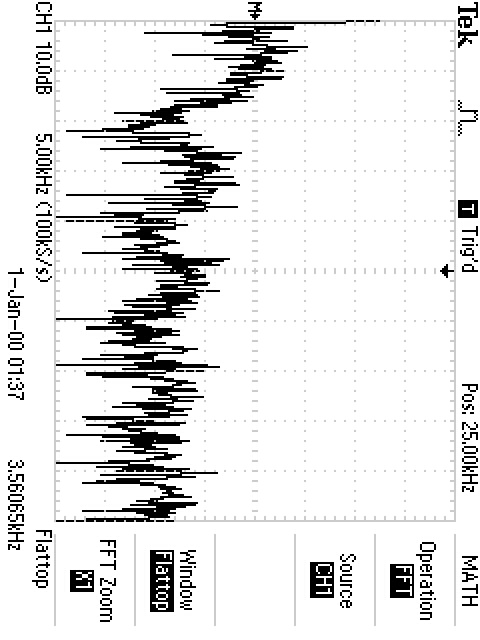 Tek T Trig'd Pos: 25.00kHz MATH
M
Operation
FFT
Source
CH1
Window
Flattop
FFT Zoom
X1
CH1 10.0dB 5.00kHz (100kS/s) Flattop
1-Jan-00 01:37 3.56065kHz